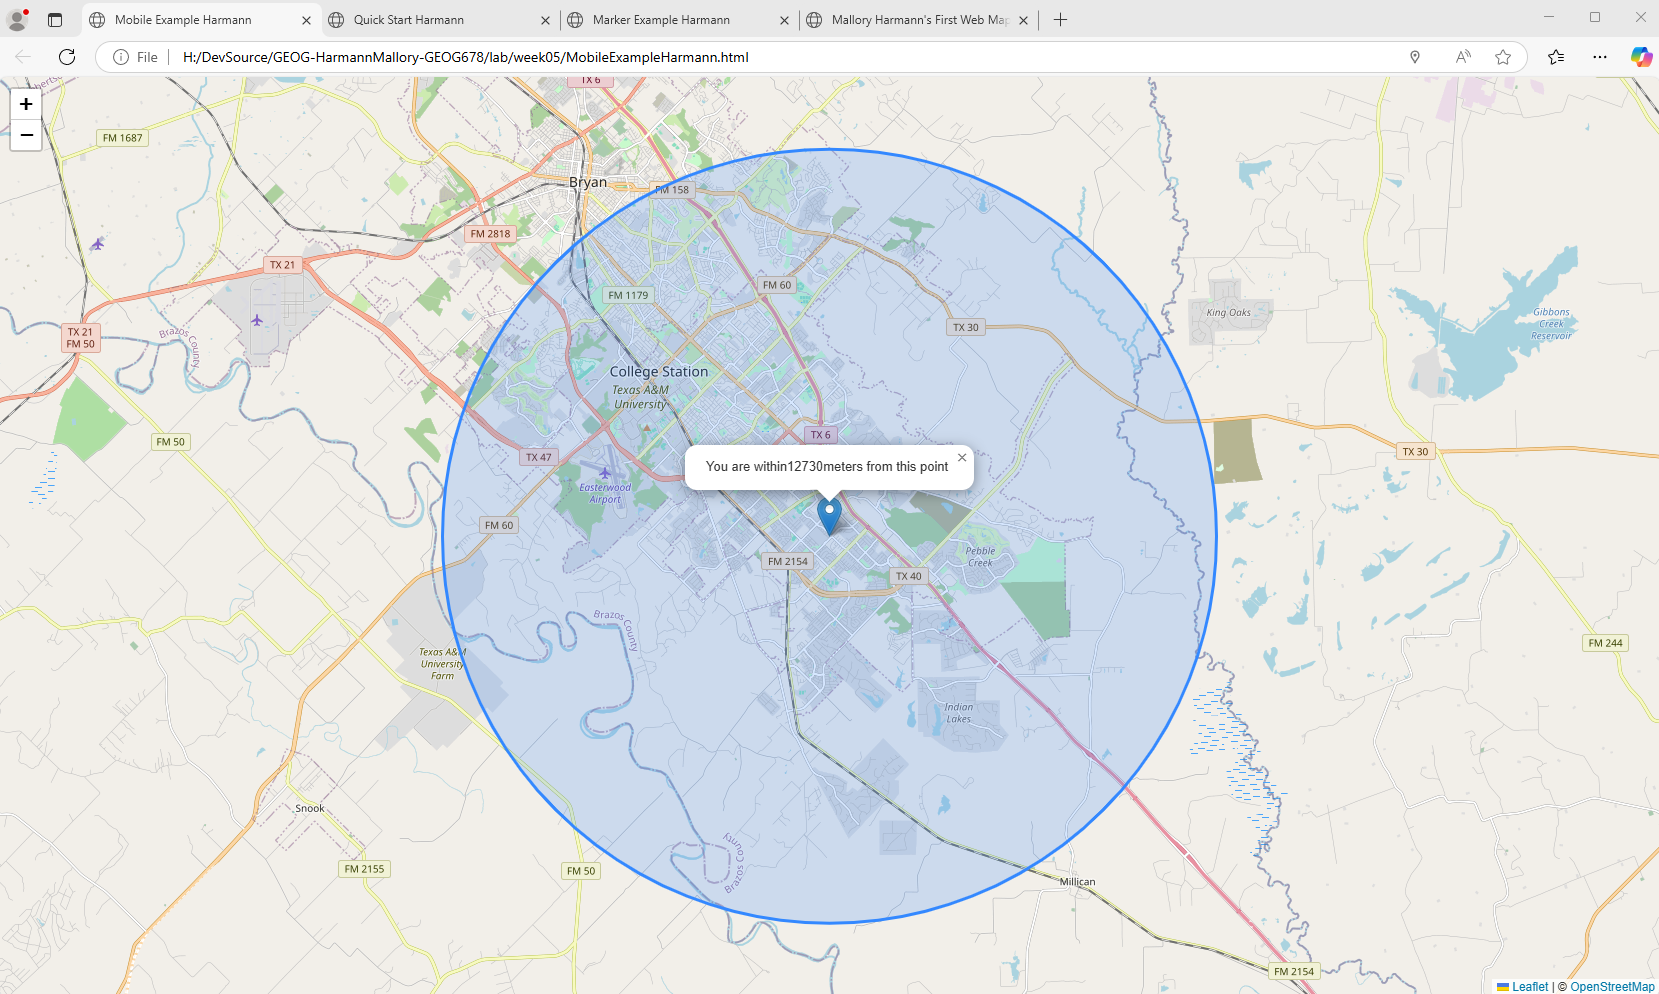 Mobile Example Harmann
Quick Start Harmann
Marker Example Harmann
Mallory Harmann's First Web Map
File
H:/DevSource/GEOG-HarmannMallory-GEOG678/lab/week05/MobileExampleHarmann.html
+
−
TX 6
FM 1687
Bryan
FM 158
FM 2818
TX 21
FM 60
FM 1179
King Oaks
Gibbons
Creek
Reservoir
TX 30
TX 21
FM 50
Brazos
County
College Station
Texas A&M
University
TX 6
FM 50
TX 47
TX 30
You are within12730meters from this point
Easterwood
Airport
FM 60
FM 2154
Pebble
Creek
TX 40
Brazos
County
FM 244
Texas A&M
University
Farm
Indian
Lakes
Snook
FM 2155
FM 50
Brazos County
Millican
FM 2154
Leaflet | © OpenStreetMap